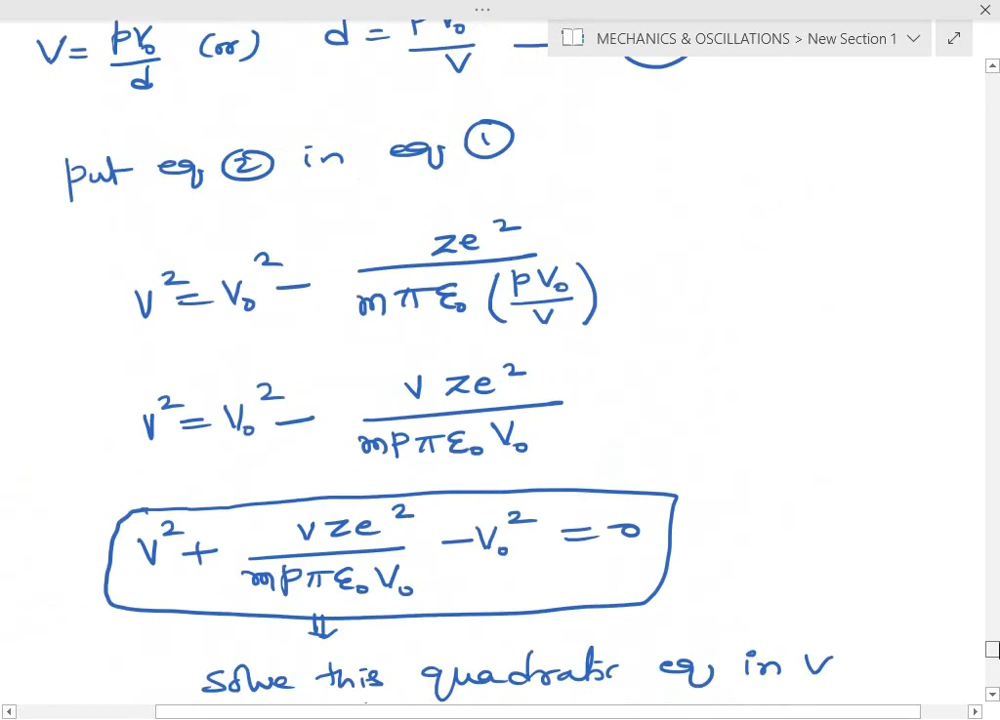 MECHANICS & OSCILLATIONS > New Section 1
V = pV₀/d (or) d = pV₀/V —
put eq ② in eq ①
v² = V₀² − ze²/(mπε₀(pV₀/v))
v² = V₀² − v ze²/(mpπε₀V₀)
v² + vze²/(mpπε₀V₀) − V₀² = 0
⇓
solve this quadratic eq in v